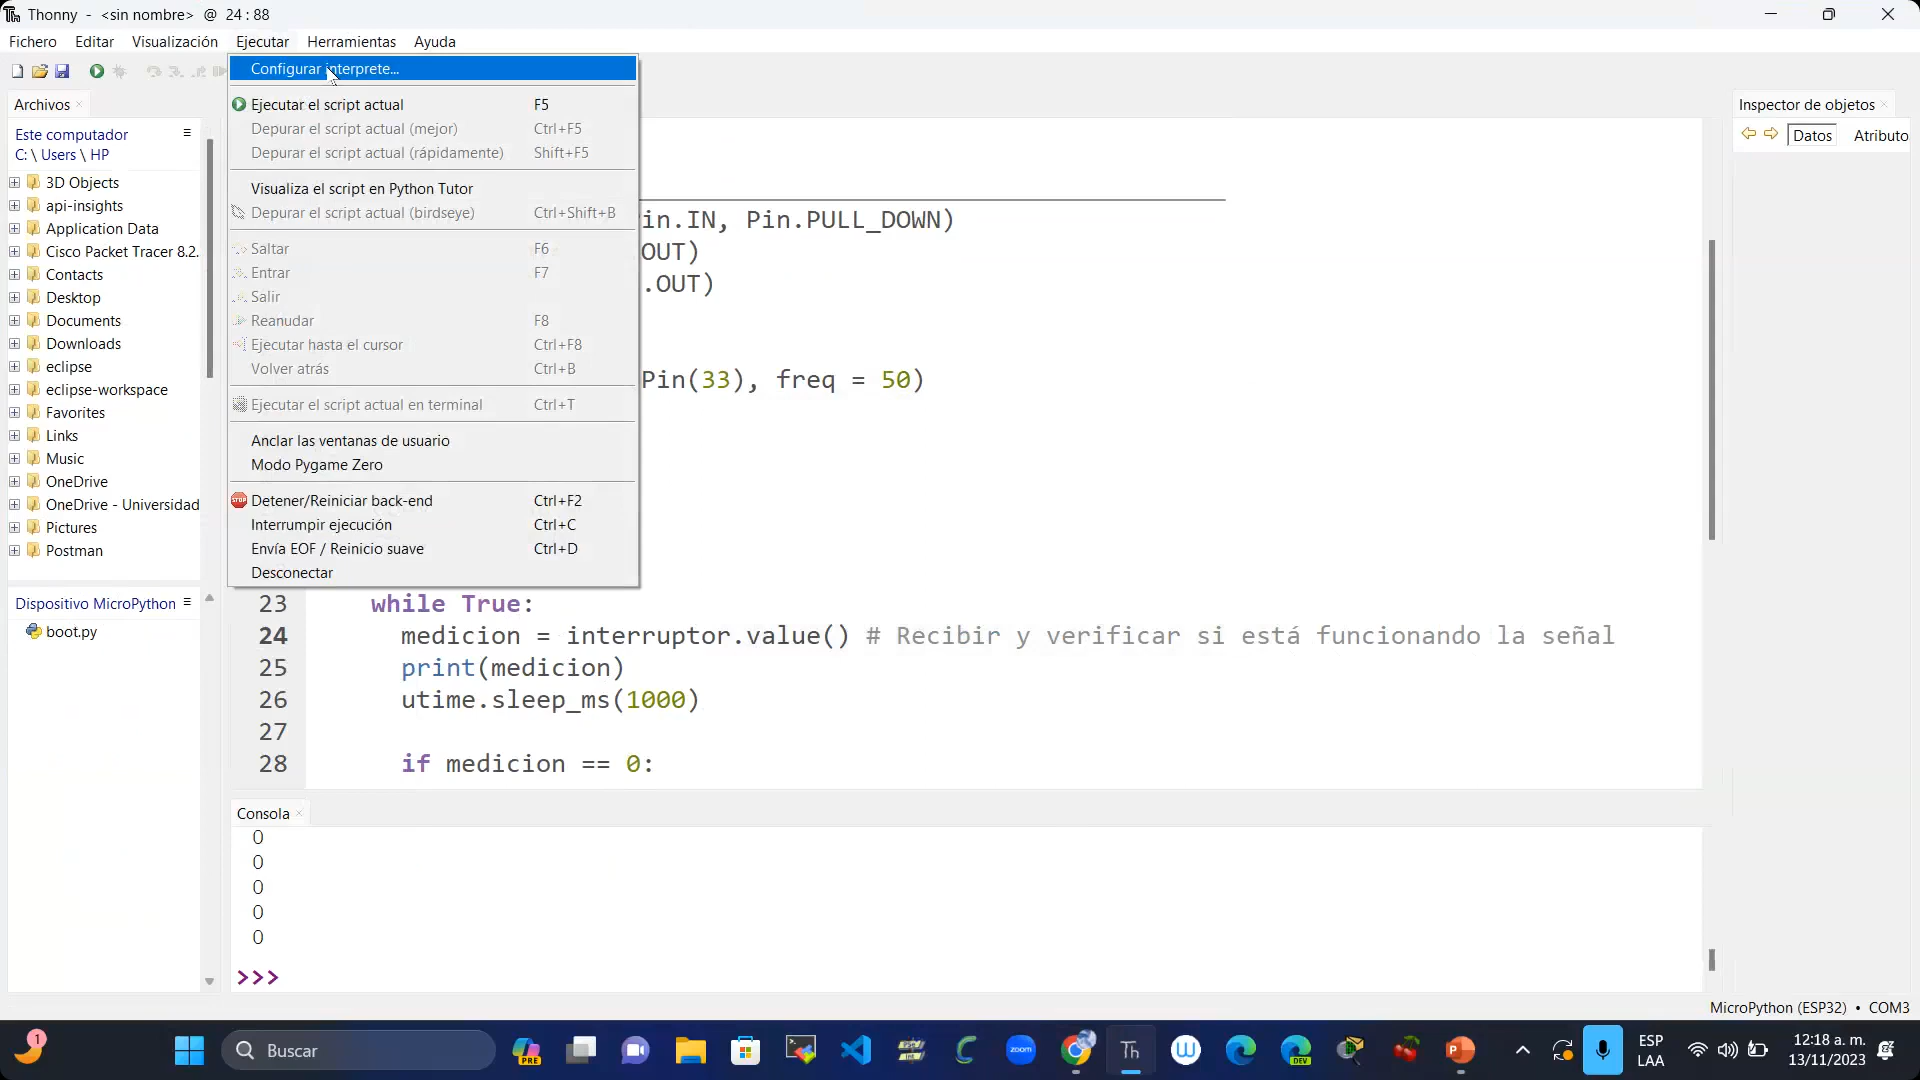 Thonny - <sin nombre> @ 24 : 88
Fichero Editar Visualización Ejecutar Herramientas Ayuda
Configurar interprete...
Ejecutar el script actual F5
Depurar el script actual (mejor) Ctrl+F5
Depurar el script actual (rápidamente) Shift+F5
Visualiza el script en Python Tutor
Depurar el script actual (birdseye) Ctrl+Shift+B
Saltar F6
Entrar F7
Salir
Reanudar F8
Ejecutar hasta el cursor Ctrl+F8
Volver atrás Ctrl+B
Ejecutar el script actual en terminal Ctrl+T
Anclar las ventanas de usuario
Modo Pygame Zero
Detener/Reiniciar back-end Ctrl+F2
Interrumpir ejecución Ctrl+C
Envía EOF / Reinicio suave Ctrl+D
Desconectar
Archivos
Este computador
C: \ Users \ HP
3D Objects
api-insights
Application Data
Cisco Packet Tracer 8.2.
Contacts
Desktop
Documents
Downloads
eclipse
eclipse-workspace
Favorites
Links
Music
OneDrive
OneDrive - Universidad
Pictures
Postman
Dispositivo MicroPython
boot.py
in.IN, Pin.PULL_DOWN)
OUT)
.OUT)
Pin(33), freq = 50)
23 while True:
24 medicion = interruptor.value() # Recibir y verificar si está funcionando la señal
25 print(medicion)
26 utime.sleep_ms(1000)
27
28 if medicion == 0:
Consola
0
0
0
0
0
>>>
Inspector de objetos
Datos Atributo
MicroPython (ESP32) • COM3
1
Buscar
PRE
zoom
DEV
Th
ESP
LAA
12:18 a. m.
13/11/2023